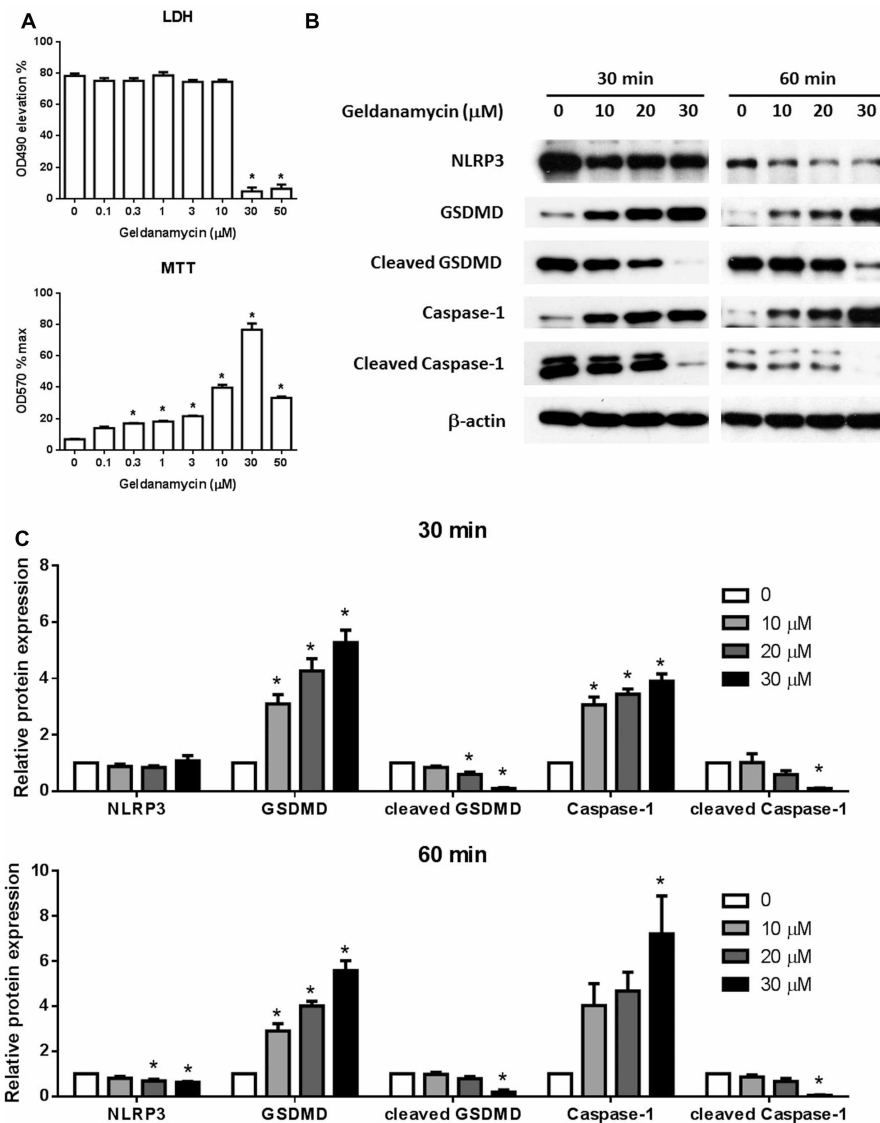 A
LDH
OD490 elevation %
100
80
60
40
20
0
* *
0 0.1 0.3 1 3 10 30 50
Geldanamycin (μM)
MTT
OD570 % max
100
80
60
40
20
0
* * * * * *
0 0.1 0.3 1 3 10 30 50
Geldanamycin (μM)
B
30 min 60 min
Geldanamycin (μM) 0 10 20 30 0 10 20 30
NLRP3
GSDMD
Cleaved GSDMD
Caspase-1
Cleaved Caspase-1
β-actin
C
30 min
Relative protein expression
8
6
4
2
0
* * * * * * * * *
0
10 μM
20 μM
30 μM
NLRP3 GSDMD cleaved GSDMD Caspase-1 cleaved Caspase-1
60 min
Relative protein expression
10
8
6
4
2
0
* * * * * * * *
0
10 μM
20 μM
30 μM
NLRP3 GSDMD cleaved GSDMD Caspase-1 cleaved Caspase-1